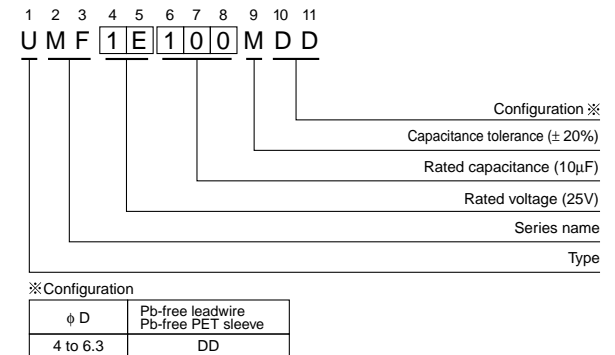 1 2 3 4 5 6 7 8 9 10 11
U M F 1 E 1 0 0 M D D
Configuration ※
Capacitance tolerance (± 20%)
Rated capacitance (10µF)
Rated voltage (25V)
Series name
Type
※Configuration
ϕ D
Pb-free leadwire
Pb-free PET sleeve
4 to 6.3
DD